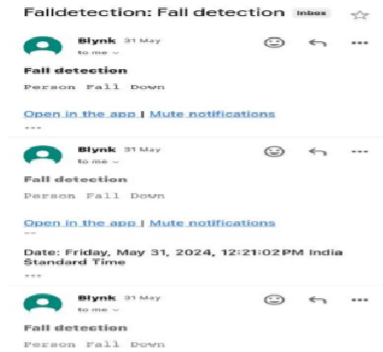 Falldetection: Fall detection Inbox
Blynk 31 May
to me
Fall detection
Person Fall Down
Open in the app | Mute notifications
Blynk 31 May
to me
Fall detection
Person Fall Down
Open in the app | Mute notifications
Date: Friday, May 31, 2024, 12:21:02 PM India
Standard Time
Blynk 31 May
to me
Fall detection
Person Fall Down